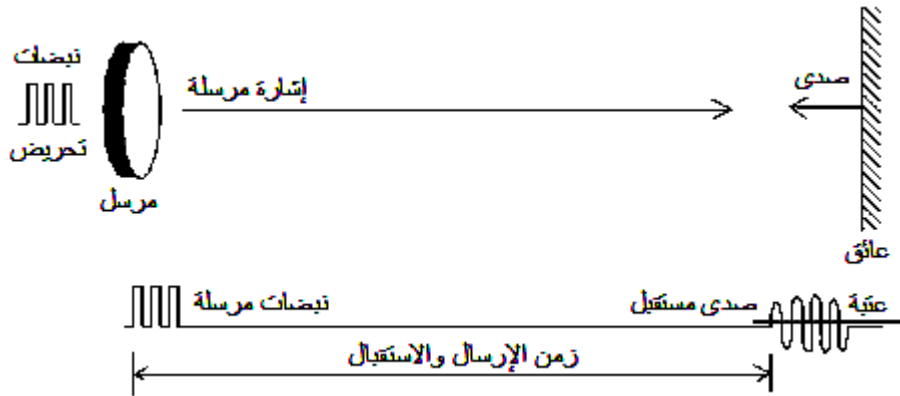 نبضات
تحريض
مرسل
إشارة مرسلة
صدى
عائق
نبضات مرسلة
صدى مستقبل
عتبة
زمن الإرسال والاستقبال